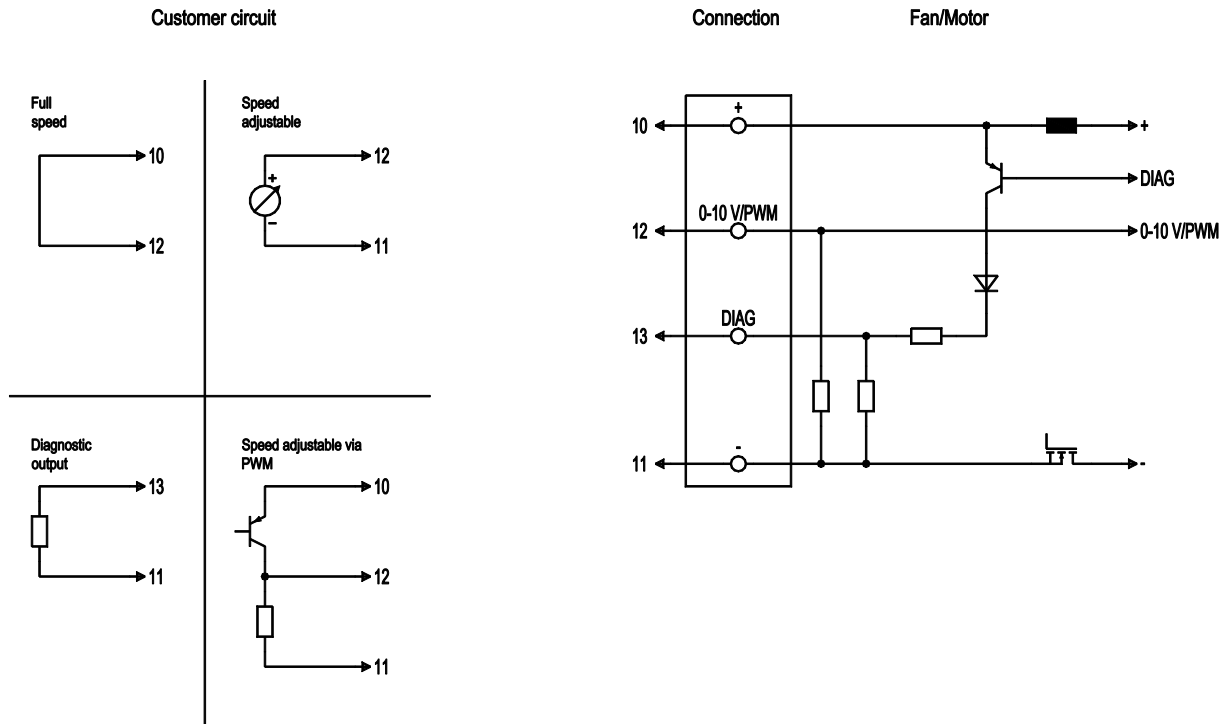 Customer circuit
Connection
Fan/Motor
Full
speed
10
12
Speed
adjustable
12
+
-
11
Diagnostic
output
13
11
Speed adjustable via
PWM
10
12
11
+
10
+
DIAG
0-10 V/PWM
12
0-10 V/PWM
DIAG
13
-
11
-